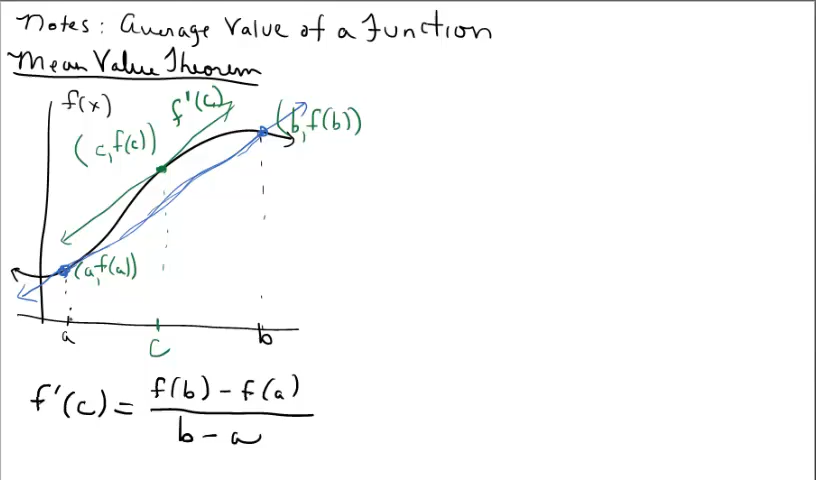 Notes: Average Value of a Function
Mean Value Theorem
f(x)
f'(c)
(b, f(b))
(c, f(c))
(a, f(a))
a
c
b
f'(c) = f(b) - f(a)
b - a